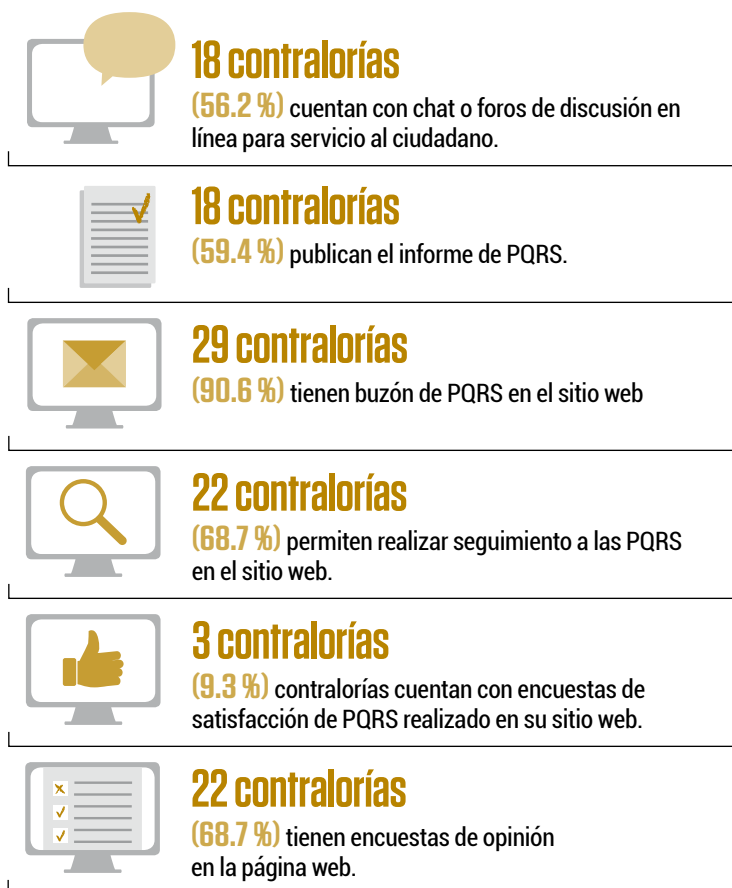 18 contralorías
(56.2 %) cuentan con chat o foros de discusión en
línea para servicio al ciudadano.
18 contralorías
(59.4 %) publican el informe de PQRS.
29 contralorías
(90.6 %) tienen buzón de PQRS en el sitio web
22 contralorías
(68.7 %) permiten realizar seguimiento a las PQRS
en el sitio web.
3 contralorías
(9.3 %) contralorías cuentan con encuestas de
satisfacción de PQRS realizado en su sitio web.
22 contralorías
(68.7 %) tienen encuestas de opinión
en la página web.